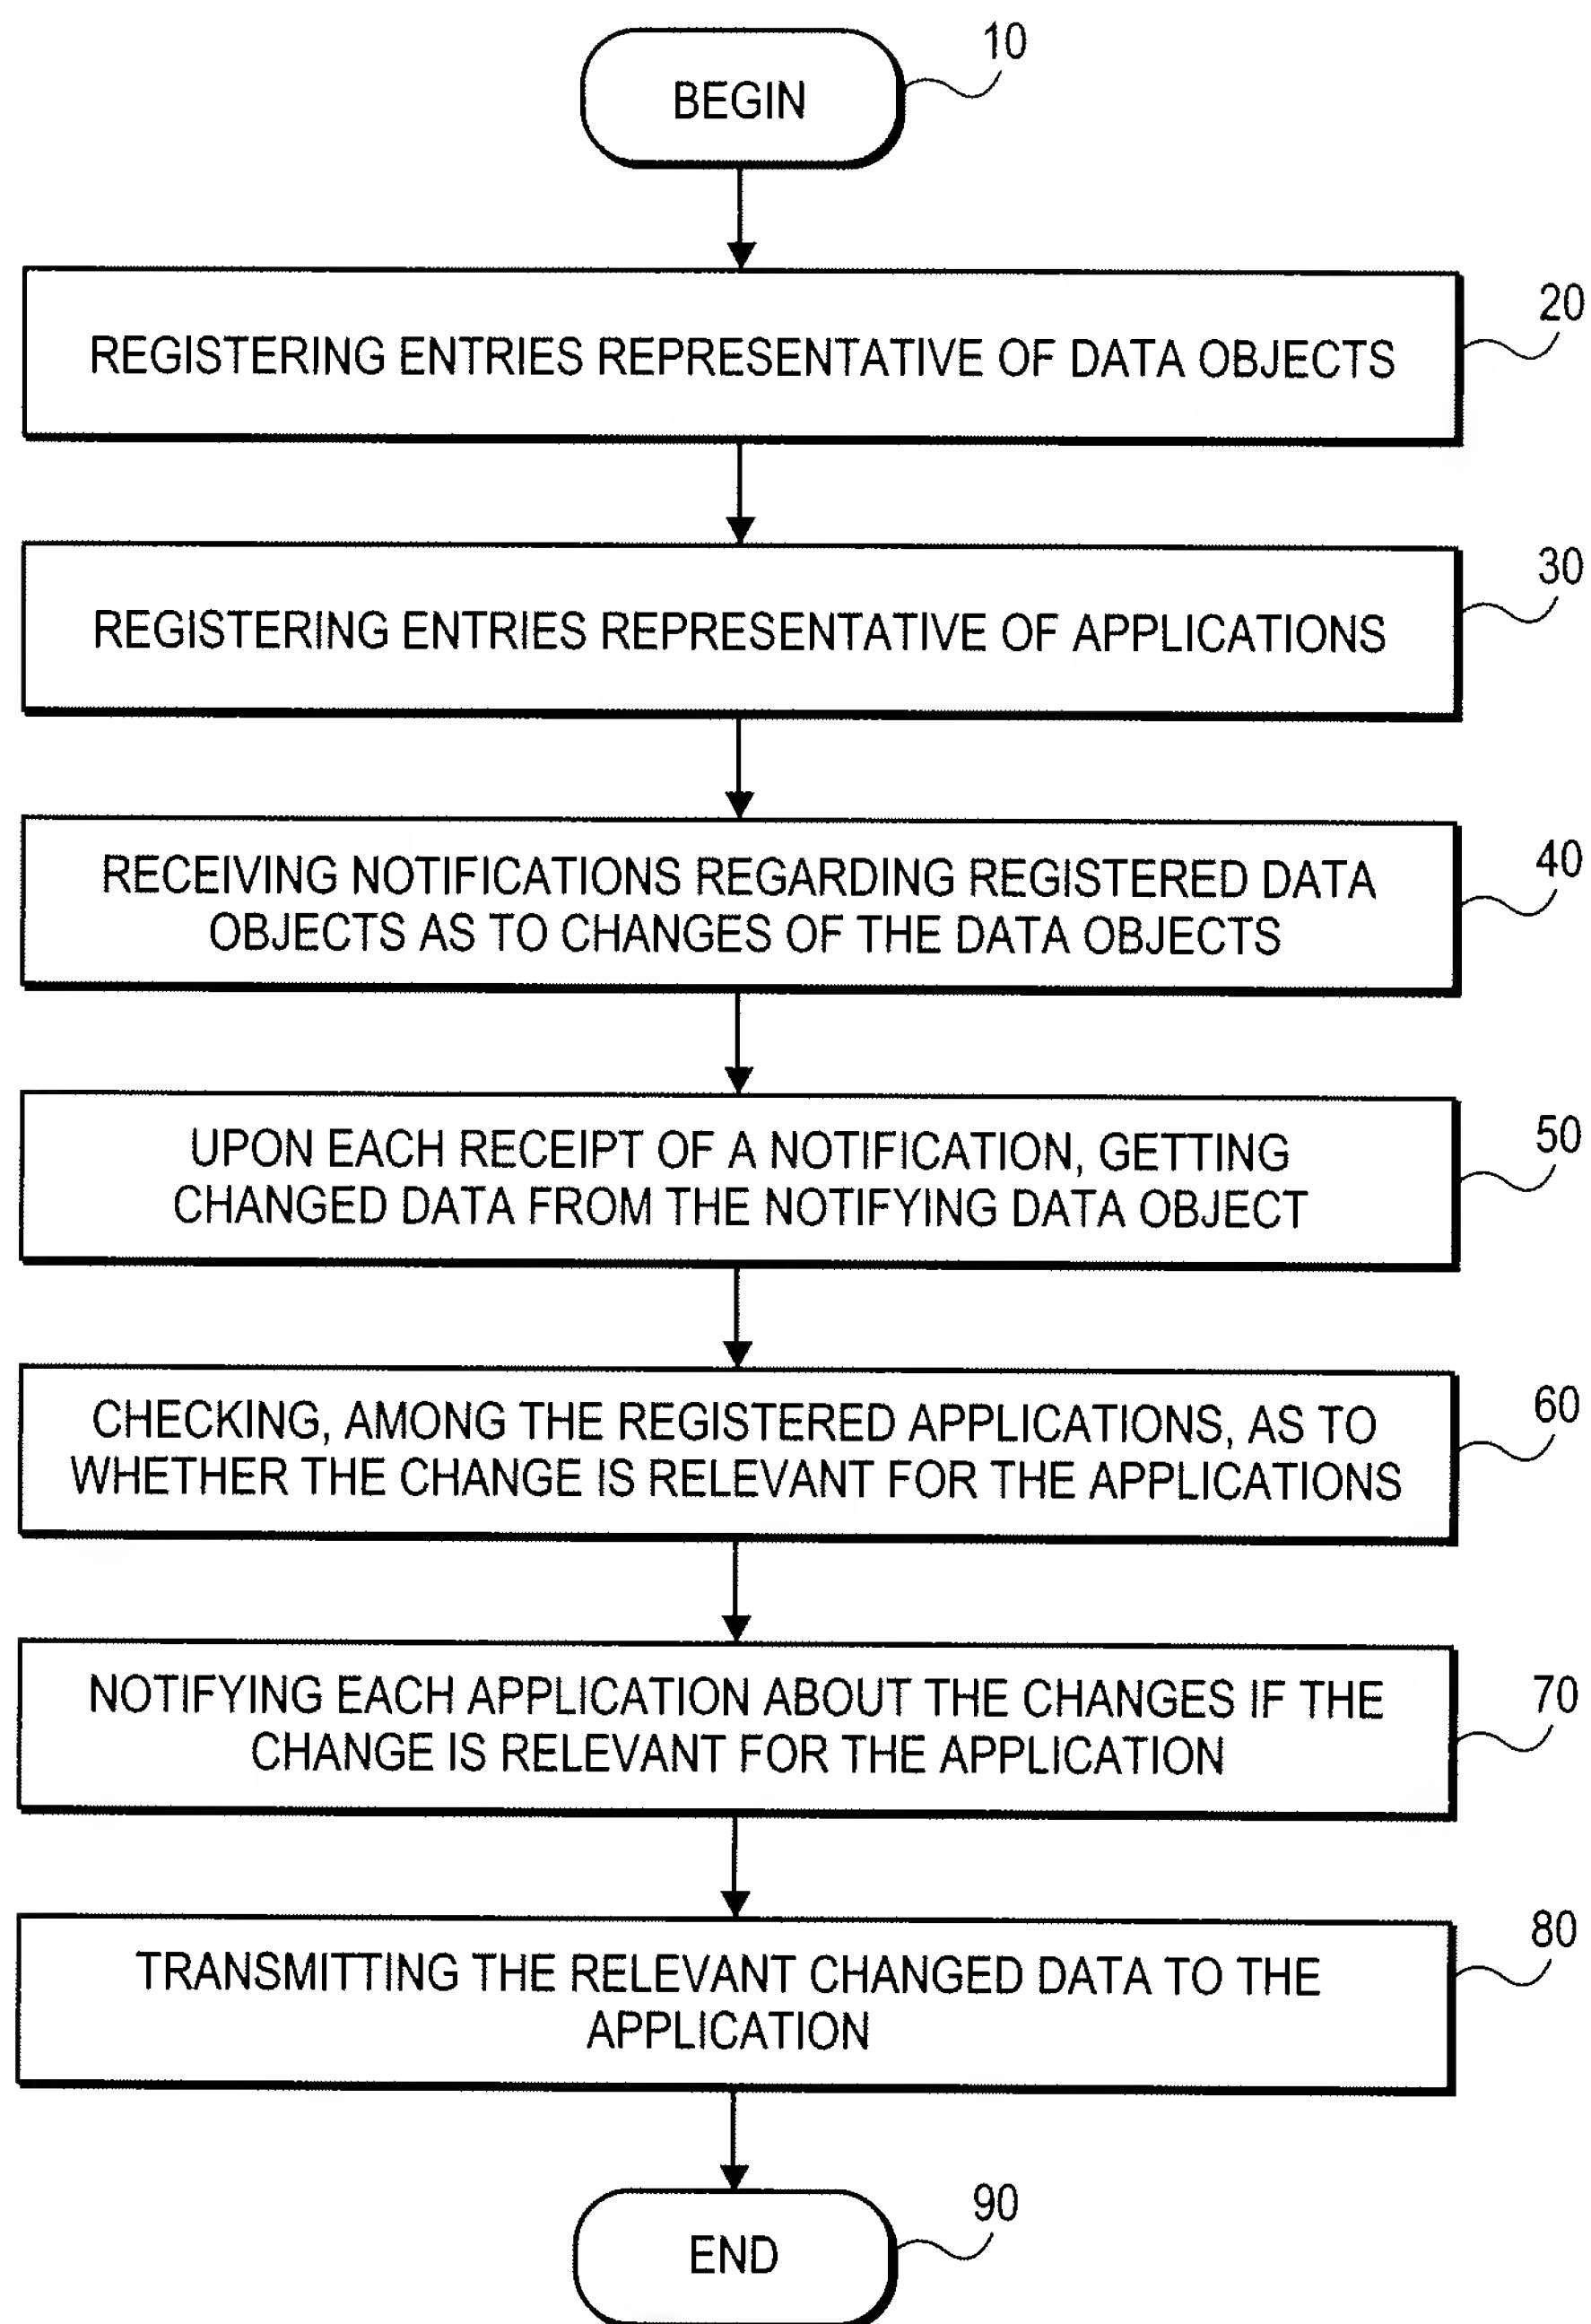 10
BEGIN
20
REGISTERING ENTRIES REPRESENTATIVE OF DATA OBJECTS
30
REGISTERING ENTRIES REPRESENTATIVE OF APPLICATIONS
40
RECEIVING NOTIFICATIONS REGARDING REGISTERED DATA
OBJECTS AS TO CHANGES OF THE DATA OBJECTS
50
UPON EACH RECEIPT OF A NOTIFICATION, GETTING
CHANGED DATA FROM THE NOTIFYING DATA OBJECT
60
CHECKING, AMONG THE REGISTERED APPLICATIONS, AS TO
WHETHER THE CHANGE IS RELEVANT FOR THE APPLICATIONS
70
NOTIFYING EACH APPLICATION ABOUT THE CHANGES IF THE
CHANGE IS RELEVANT FOR THE APPLICATION
80
TRANSMITTING THE RELEVANT CHANGED DATA TO THE
APPLICATION
90
END